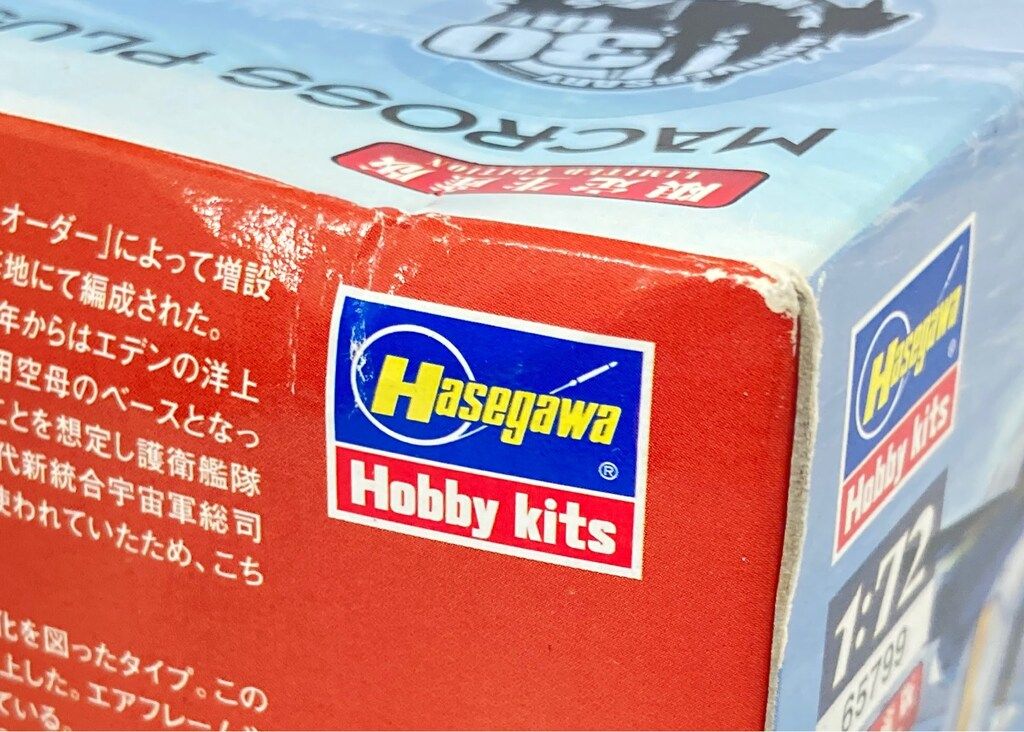 30
MACROSS PLUS
限定生産版
LIMITED EDITION
オーダー」によって増設
地にて編成された。
年からはエデンの洋上
用空母のベースとなっ
ことを想定し護衛艦隊
代新統合宇宙軍総司
使われていたため、こち
化を図ったタイプ。この
上した。エアフレーム
ている。
Hasegawa®
Hobby kits
Hasegawa®
Hobby kits
1:72
65799